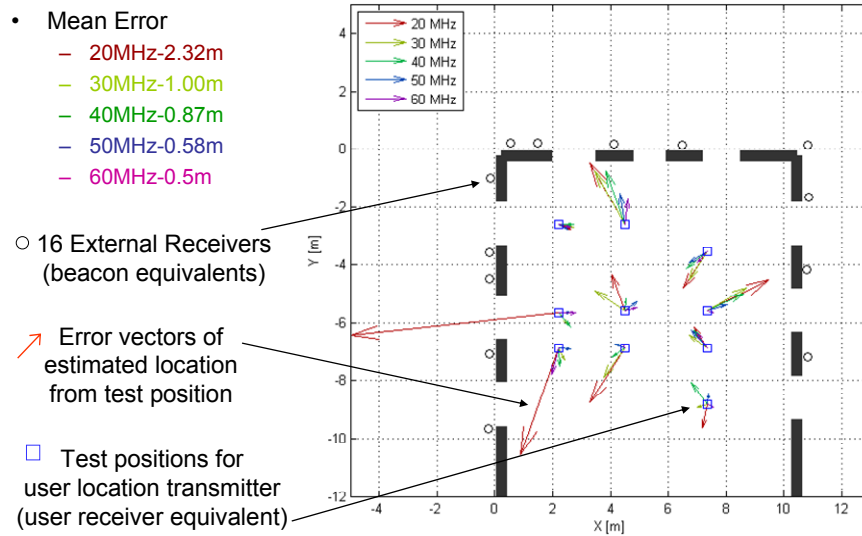 • Mean Error
– 20MHz-2.32m
– 30MHz-1.00m
– 40MHz-0.87m
– 50MHz-0.58m
– 60MHz-0.5m
16 External Receivers
(beacon equivalents)
Error vectors of
estimated location
from test position
Test positions for
user location transmitter
(user receiver equivalent)
20 MHz
30 MHz
40 MHz
50 MHz
60 MHz
Y [m]
4
2
0
-2
-4
-6
-8
-10
-12
-4 -2 0 2 4 6 8 10 12
X [m]